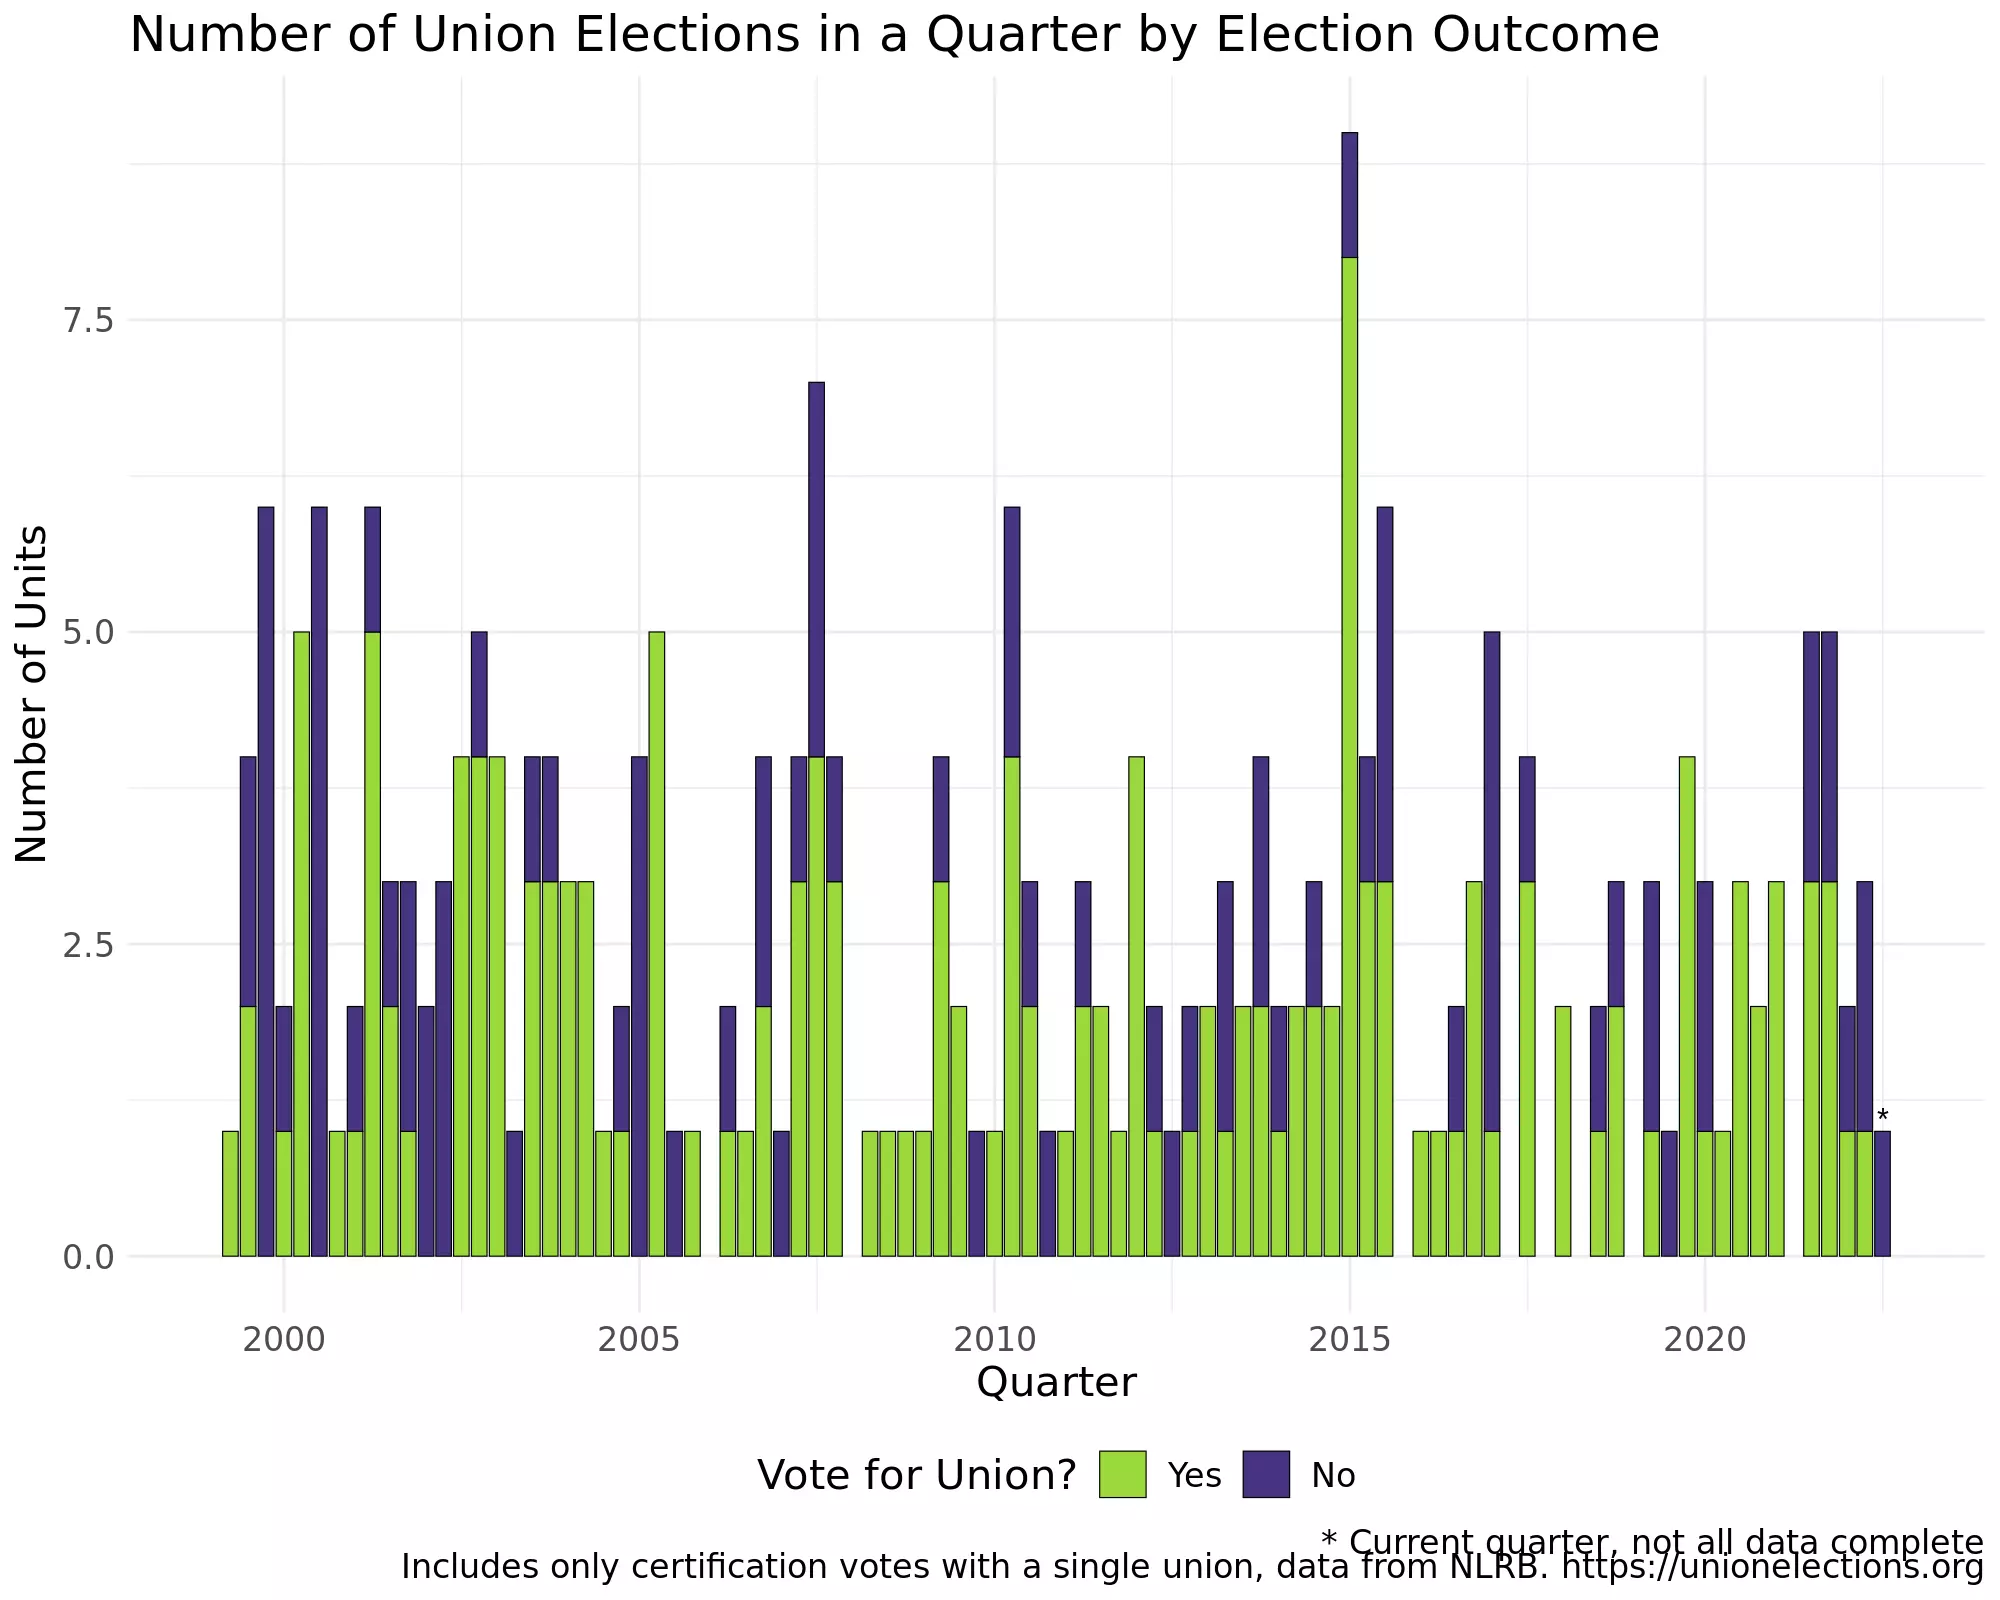 Number of Union Elections in a Quarter by Election Outcome
Number of Units
7.5
5.0
2.5
0.0
*
2000 2005 2010 2015 2020
Quarter
Vote for Union? Yes No
* Current quarter, not all data complete
Includes only certification votes with a single union, data from NLRB. https://unionelections.org